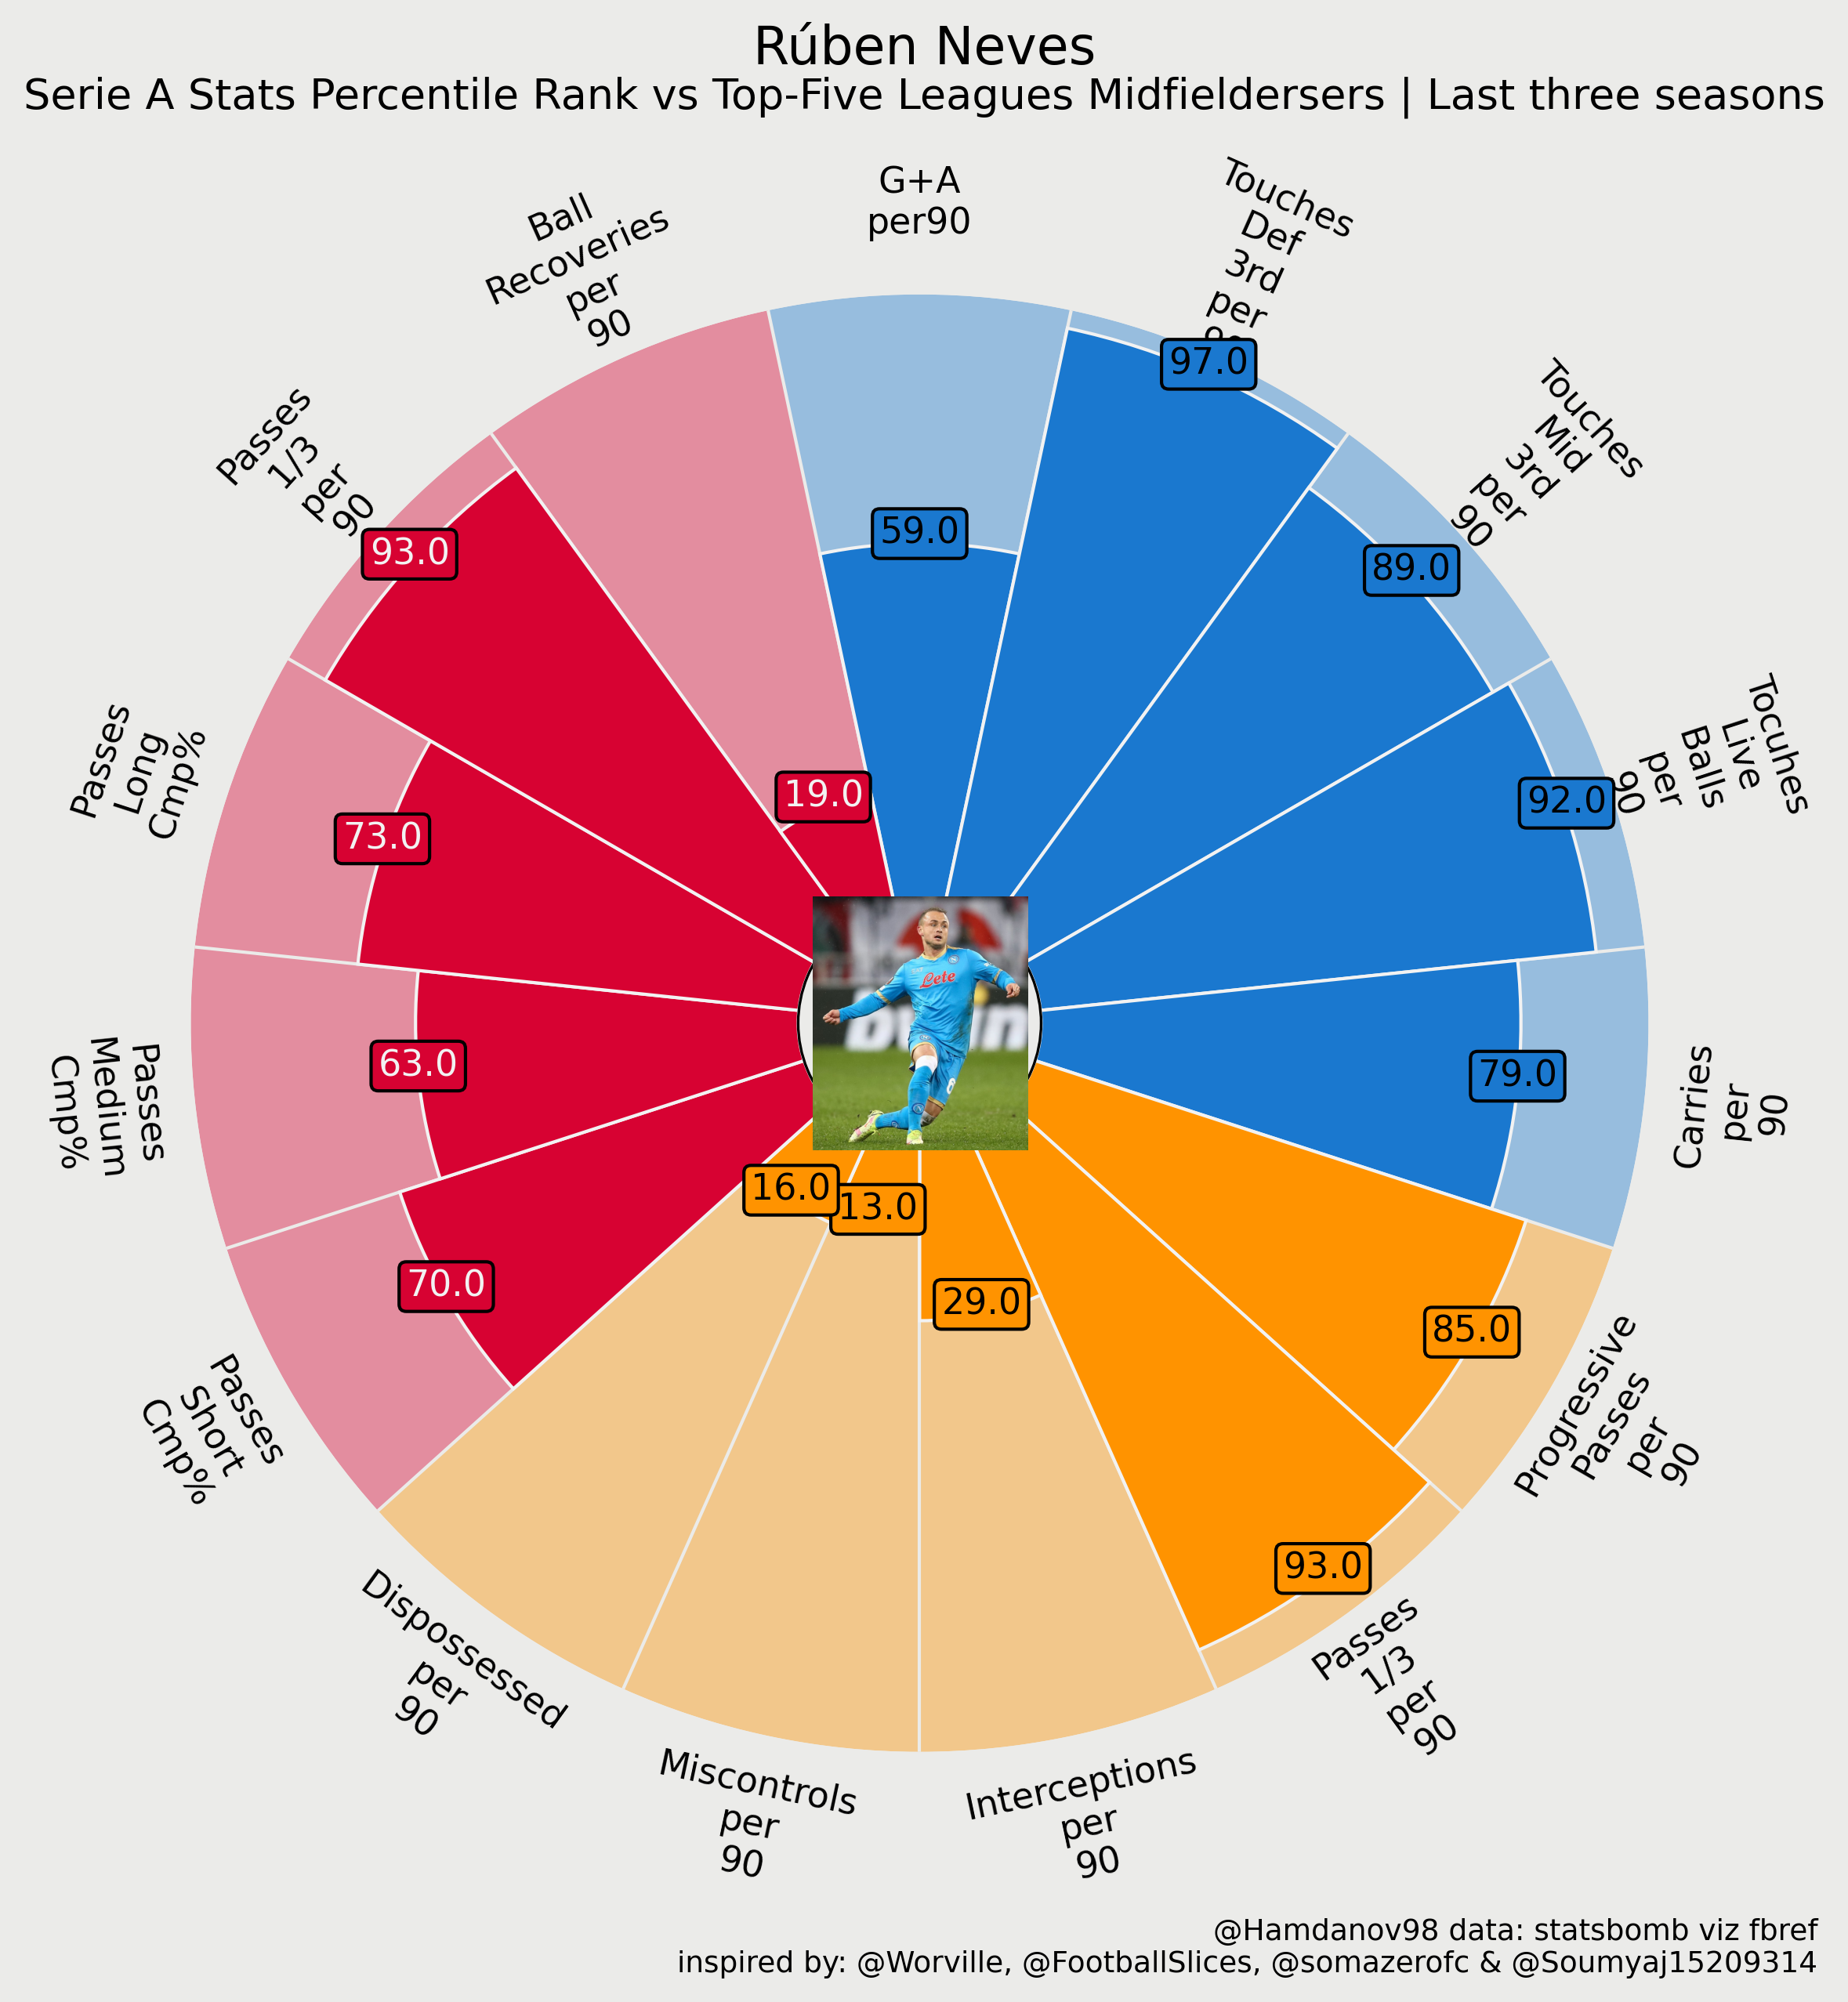 Rúben Neves
Serie A Stats Percentile Rank vs Top-Five Leagues Midfieldersers | Last three seasons
G+A
per90
59.0
Touches
Def
3rd
per
97.0
Touches
Mid
3rd
per
90
89.0
Tocuhes
Live
Balls
per
90
92.0
Carries
per
90
79.0
Progressive
Passes
per
90
85.0
Passes
1/3
per
90
93.0
Interceptions
per
90
29.0
Miscontrols
per
90
13.0
Dispossessed
per
90
16.0
Passes
Short
Cmp%
70.0
Passes
Medium
Cmp%
63.0
Passes
Long
Cmp%
73.0
Passes
1/3
per
90
93.0
Ball
Recoveries
per
90
19.0
Lete
8
@Hamdanov98 data: statsbomb viz fbref
inspired by: @Worville, @FootballSlices, @somazerofc & @Soumyaj15209314